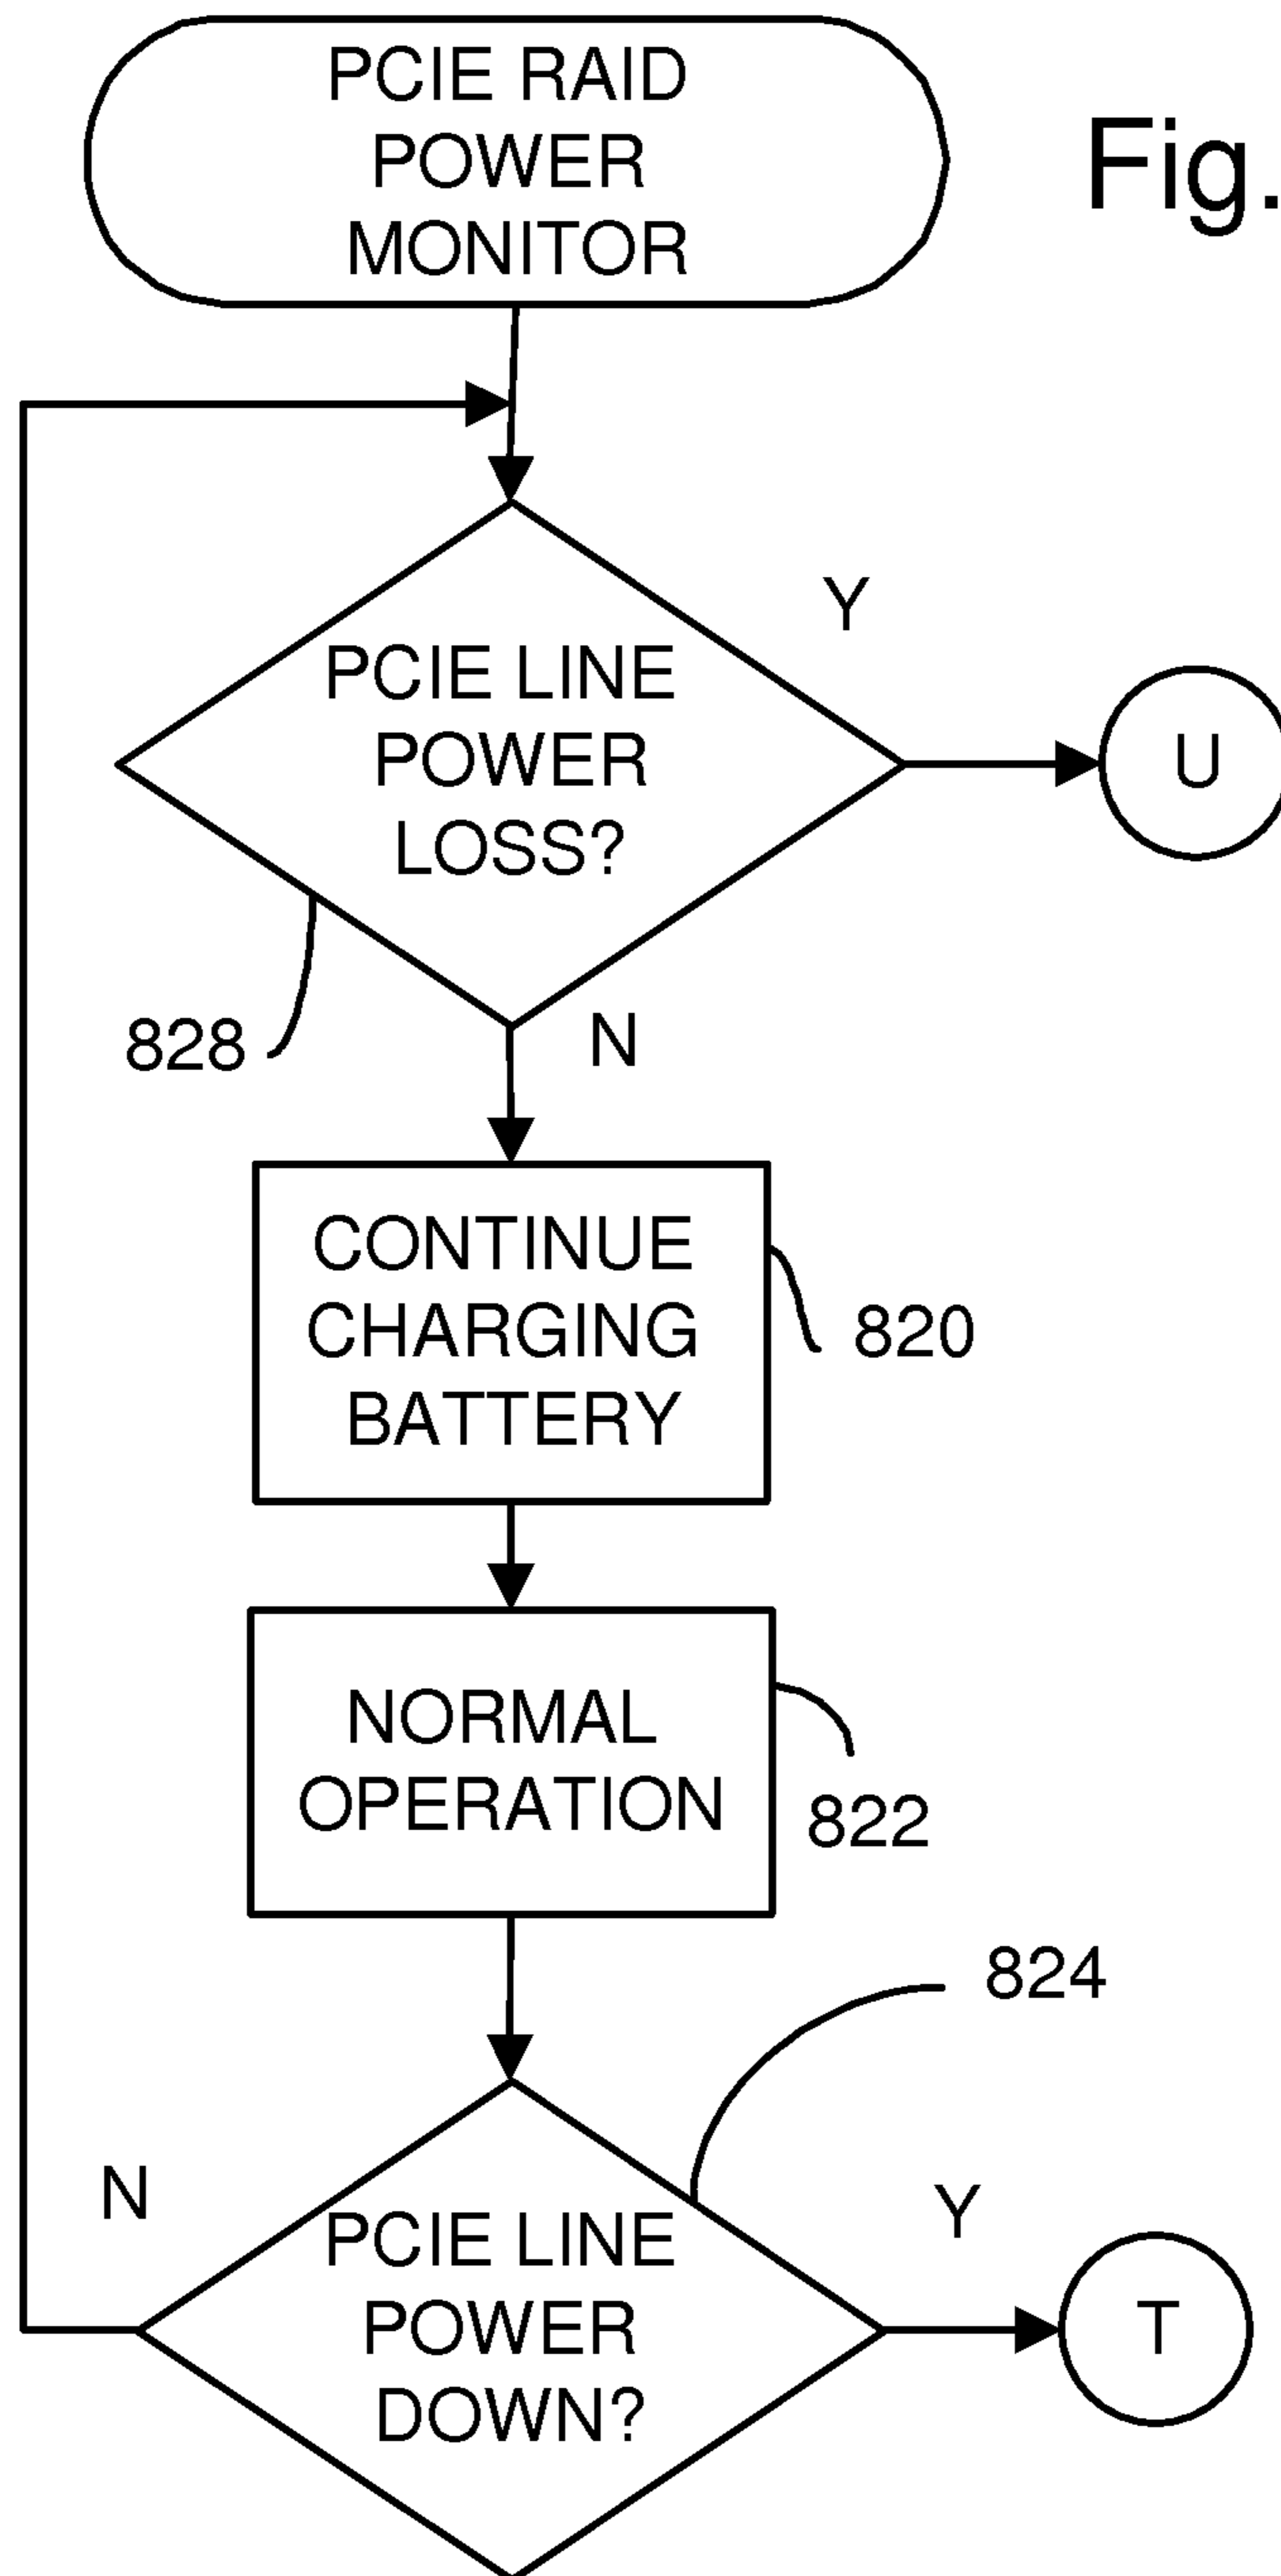 PCIE RAID
POWER
MONITOR
Fig.
PCIE LINE
POWER
LOSS?
Y
U
828
N
CONTINUE
CHARGING
BATTERY
820
NORMAL
OPERATION
822
824
N
PCIE LINE
POWER
DOWN?
Y
T